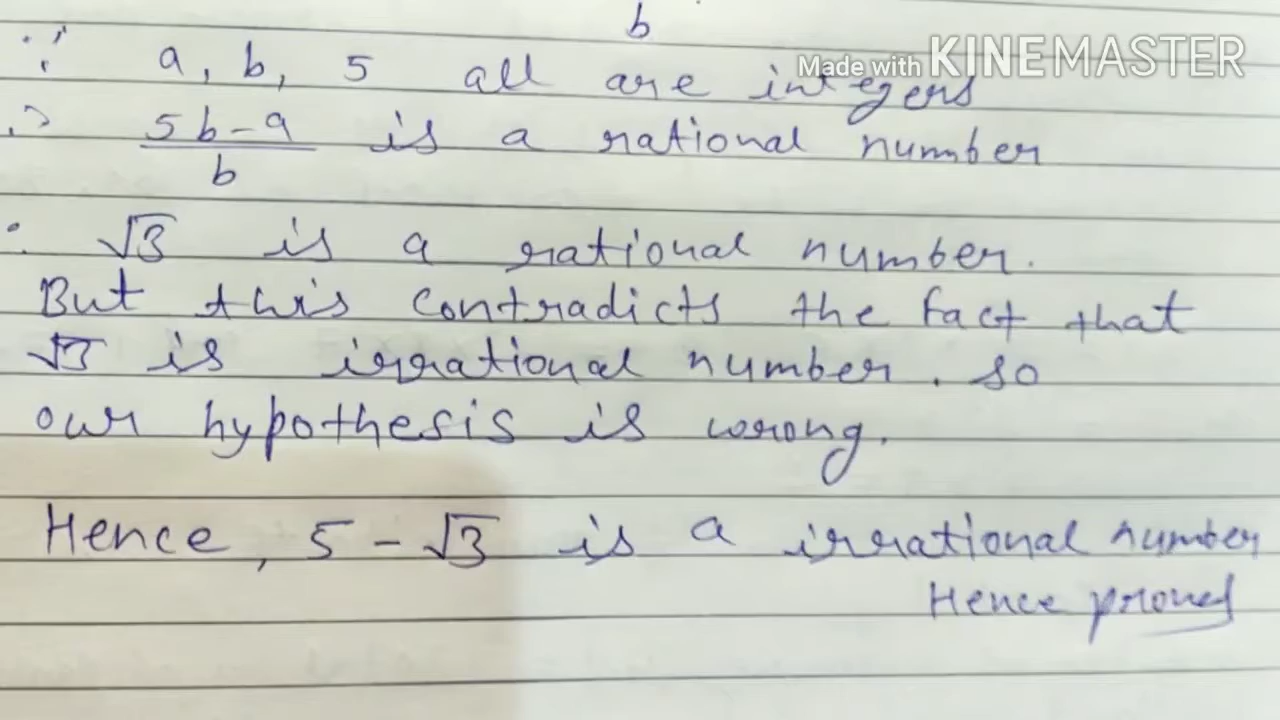 b
∵ a, b, 5 all are integers
Made with KINEMASTER
∴ 5b-a is a rational number
b
∴ √3 is a rational number.
But this contradicts the fact that
√3 is irrational number. so
our hypothesis is wrong.
Hence, 5 - √3 is a irrational number
Hence proved